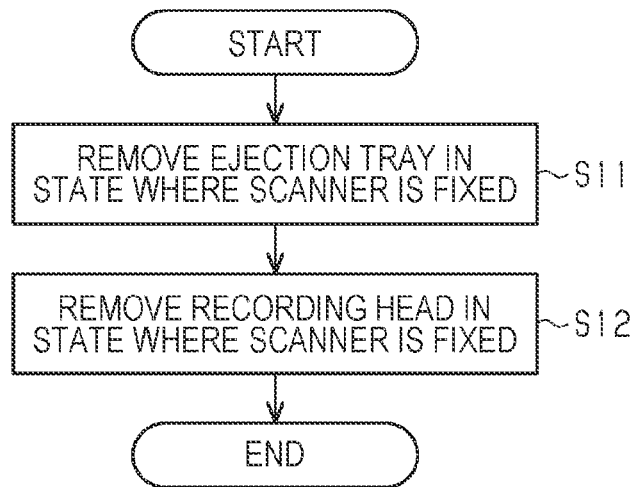 START
REMOVE EJECTION TRAY IN
STATE WHERE SCANNER IS FIXED
S11
REMOVE RECORDING HEAD IN
STATE WHERE SCANNER IS FIXED
S12
END